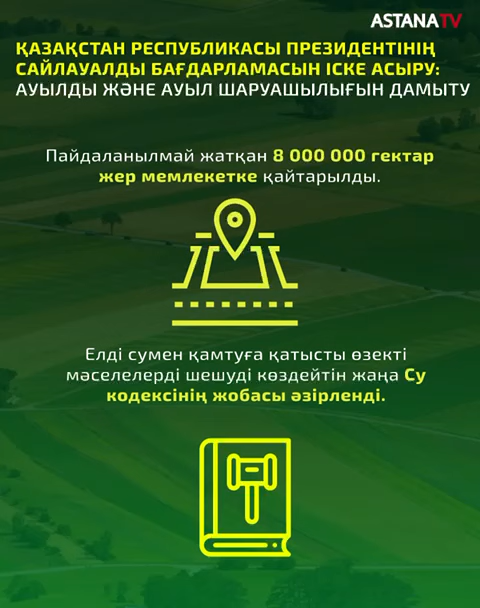 ASTANATV
ҚАЗАҚСТАН РЕСПУБЛИКАСЫ ПРЕЗИДЕНТІНІҢ
САЙЛАУАЛДЫ БАҒДАРЛАМАСЫН ІСКЕ АСЫРУ:
АУЫЛДЫ ЖӘНЕ АУЫЛ ШАРУАШЫЛЫҒЫН ДАМЫТУ
Пайдаланылмай жатқан 8 000 000 гектар
жер мемлекетке қайтарылды.
Елді сумен қамтуға қатысты өзекті
мәселелерді шешуді көздейтін жаңа Су
кодексінің жобасы әзірленді.